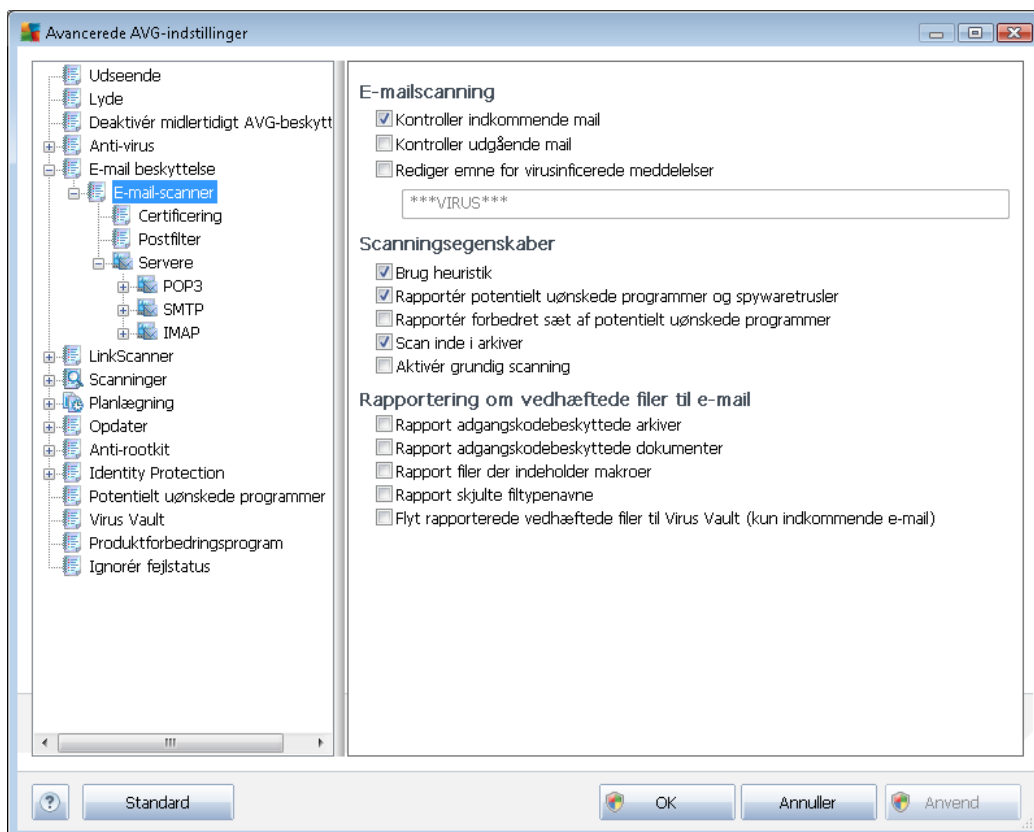 Avancerede AVG-indstillinger
Udseende
Lyde
Deaktivér midlertidigt AVG-beskytt
Anti-virus
E-mail beskyttelse
E-mail-scanner
Certificering
Postfilter
Servere
POP3
SMTP
IMAP
LinkScanner
Scanninger
Planlægning
Opdater
Anti-rootkit
Identity Protection
Potentielt uønskede programmer
Virus Vault
Produktforbedringsprogram
Ignorér fejlstatus
E-mailscanning
Kontroller indkommende mail
Kontroller udgående mail
Rediger emne for virusinficerede meddelelser
***VIRUS***
Scanningsegenskaber
Brug heuristik
Rapportér potentielt uønskede programmer og spywaretrusler
Rapportér forbedret sæt af potentielt uønskede programmer
Scan inde i arkiver
Aktivér grundig scanning
Rapportering om vedhæftede filer til e-mail
Rapport adgangskodebeskyttede arkiver
Rapport adgangskodebeskyttede dokumenter
Rapport filer der indeholder makroer
Rapport skjulte filtypenavne
Flyt rapporterede vedhæftede filer til Virus Vault (kun indkommende e-mail)
? Standard OK Annuller Anvend